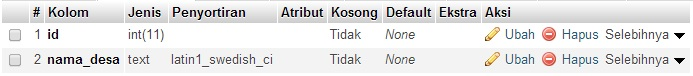 # Kolom Jenis Penyortiran Atribut Kosong Default Ekstra Aksi
1 id int(11) Tidak None Ubah Hapus Selebihnya
2 nama_desa text latin1_swedish_ci Tidak None Ubah Hapus Selebihnya